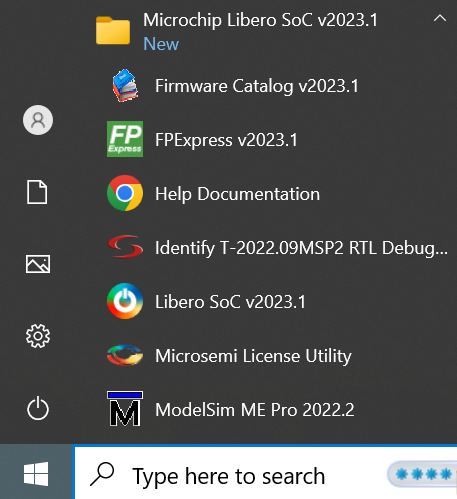 Microchip Libero SoC v2023.1
New
Firmware Catalog v2023.1
FP
Express
FPExpress v2023.1
Help Documentation
Identify T-2022.09MSP2 RTL Debug...
Libero SoC v2023.1
Microsemi License Utility
M
ModelSim ME Pro 2022.2
Type here to search